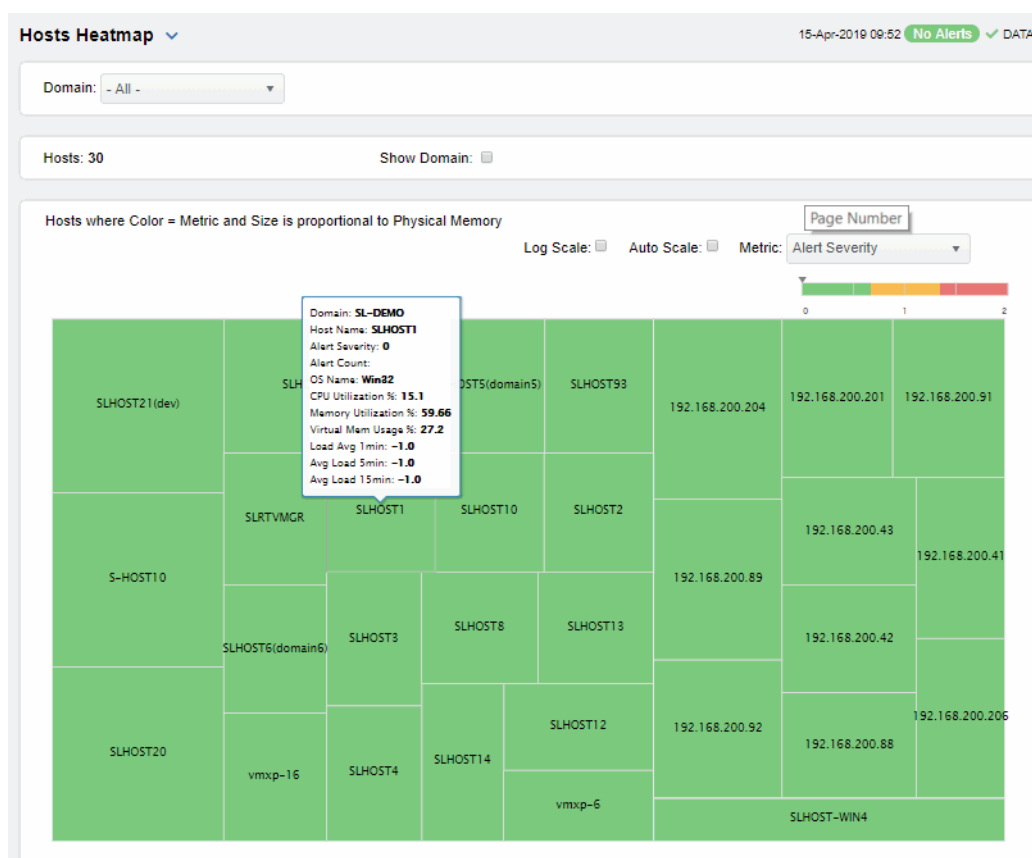 Hosts Heatmap
15-Apr-2019 09:52 No Alerts DATA
Domain: - All -
Hosts: 30 Show Domain:
Hosts where Color = Metric and Size is proportional to Physical Memory
Page Number
Log Scale: Auto Scale: Metric: Alert Severity
0 1 2
Domain: SL-DEMO
Host Name: SLHOST1
Alert Severity: 0
Alert Count:
OS Name: Win32
CPU Utilization %: 15.1
Memory Utilization %: 59.66
Virtual Mem Usage %: 27.2
Load Avg 1min: -1.0
Avg Load 5min: -1.0
Avg Load 15min: -1.0
SLHOST21(dev)
SLH
OST5(domain5)
SLHOST93
192.168.200.204
192.168.200.201
192.168.200.91
SLRTVMGR
SLHOST1
SLHOST10
SLHOST2
192.168.200.43
192.168.200.41
S-HOST10
192.168.200.89
SLHOST6(domain6)
SLHOST3
SLHOST8
SLHOST13
192.168.200.42
SLHOST20
vmxp-16
SLHOST4
SLHOST14
SLHOST12
192.168.200.92
192.168.200.88
192.168.200.206
vmxp-6
SLHOST-WIN4